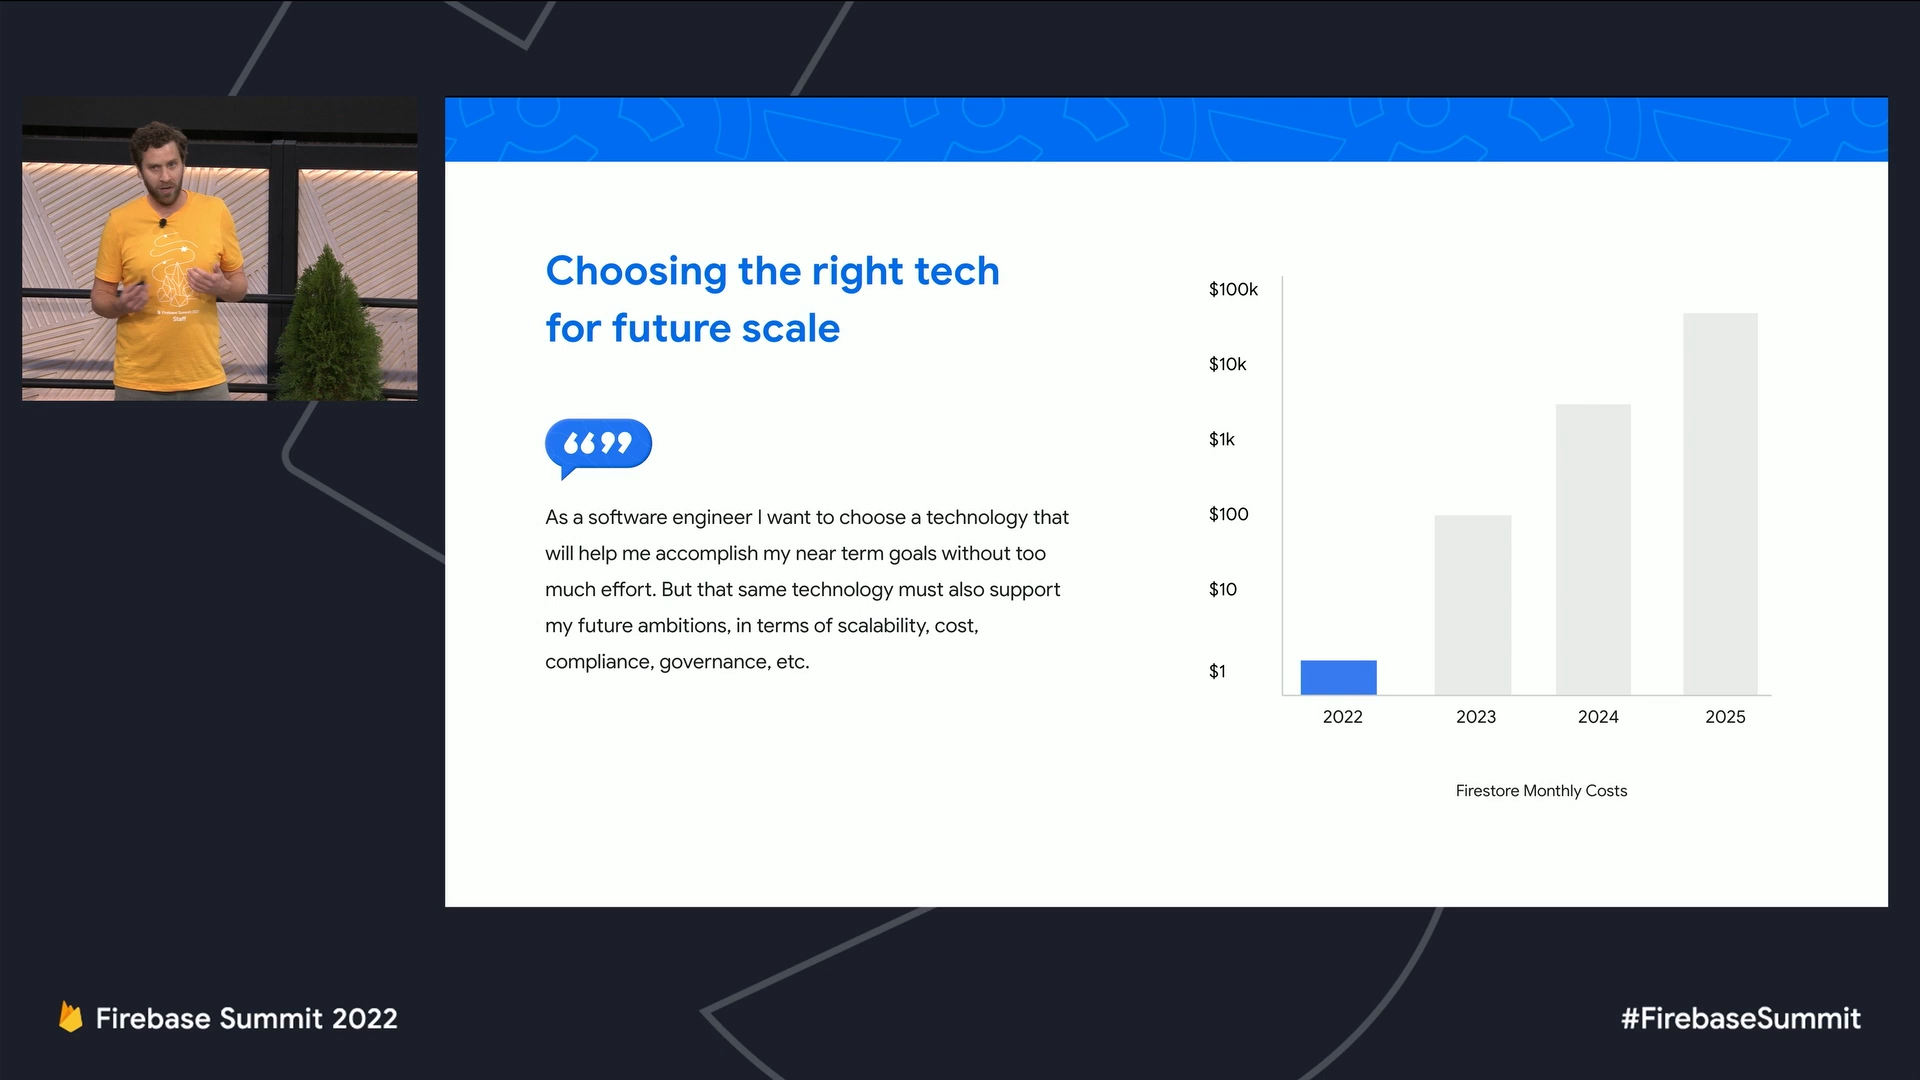 Choosing the right tech
for future scale
As a software engineer I want to choose a technology that
will help me accomplish my near term goals without too
much effort. But that same technology must also support
my future ambitions, in terms of scalability, cost,
compliance, governance, etc.
$100k
$10k
$1k
$100
$10
$1
2022 2023 2024 2025
Firestore Monthly Costs
Staff
Firebase Summit 2022
#FirebaseSummit